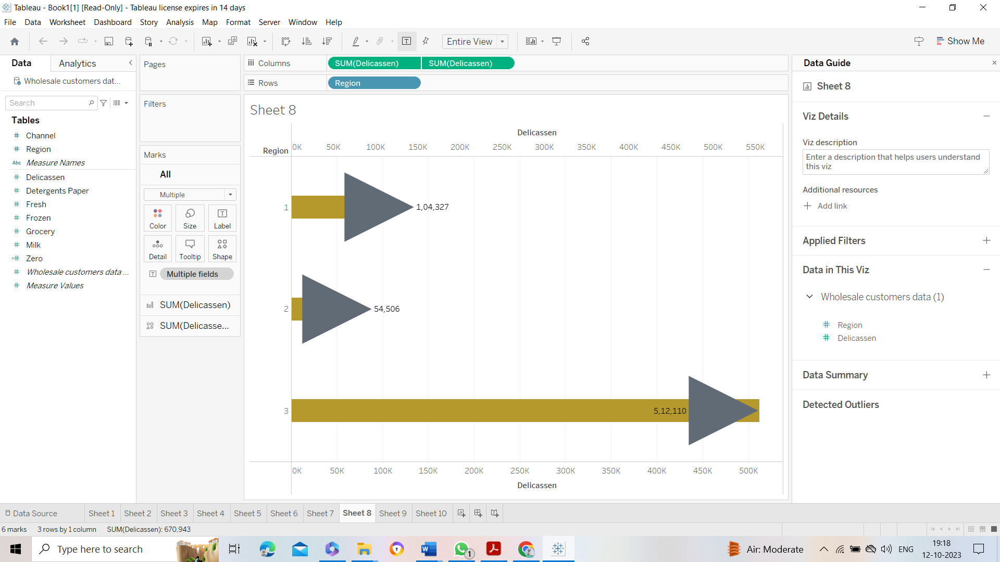 Tableau - Book1[1] [Read-Only] - Tableau license expires in 14 days
File Data Worksheet Dashboard Story Analysis Map Format Server Window Help
Entire View
Show Me
Data Analytics
Wholesale customers dat...
Search
Tables
Channel
Region
Abc Measure Names
Delicassen
Detergents Paper
Fresh
Frozen
Grocery
Milk
Zero
Wholesale customers data ...
Measure Values
Pages
Filters
Marks
All
Multiple
Color Size Label
Detail Tooltip Shape
Multiple fields
SUM(Delicassen)
SUM(Delicasse...
Columns SUM(Delicassen) SUM(Delicassen)
Rows Region
Sheet 8
Delicassen
Region 0K 50K 100K 150K 200K 250K 300K 350K 400K 450K 500K 550K
1 1,04,327
2 54,506
3 5,12,110
0K 50K 100K 150K 200K 250K 300K 350K 400K 450K 500K
Delicassen
Data Guide
Sheet 8
Viz Details
Viz description
Enter a description that helps users understand
this viz
Additional resources
Add link
Applied Filters
Data in This Viz
Wholesale customers data (1)
Region
Delicassen
Data Summary
Detected Outliers
Data Source Sheet 1 Sheet 2 Sheet 3 Sheet 4 Sheet 5 Sheet 6 Sheet 7 Sheet 8 Sheet 9 Sheet 10
6 marks 3 rows by 1 column SUM(Delicassen): 670,943
Type here to search
1
Air: Moderate
ENG
19:18
12-10-2023